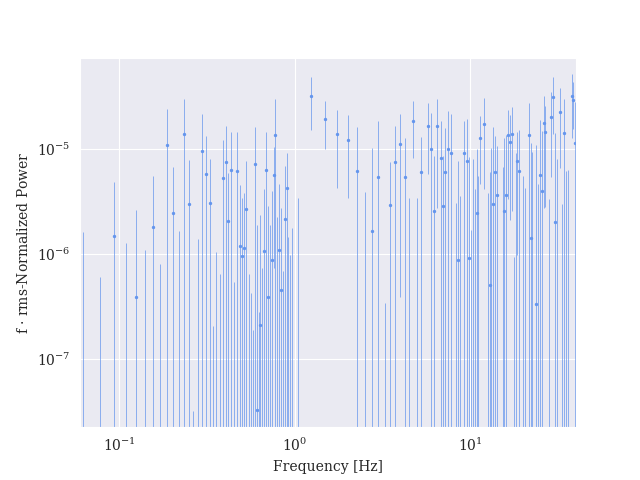 f · rms-Normalized Power
10⁻⁵
10⁻⁶
10⁻⁷
10⁻¹ 10⁰ 10¹
Frequency [Hz]